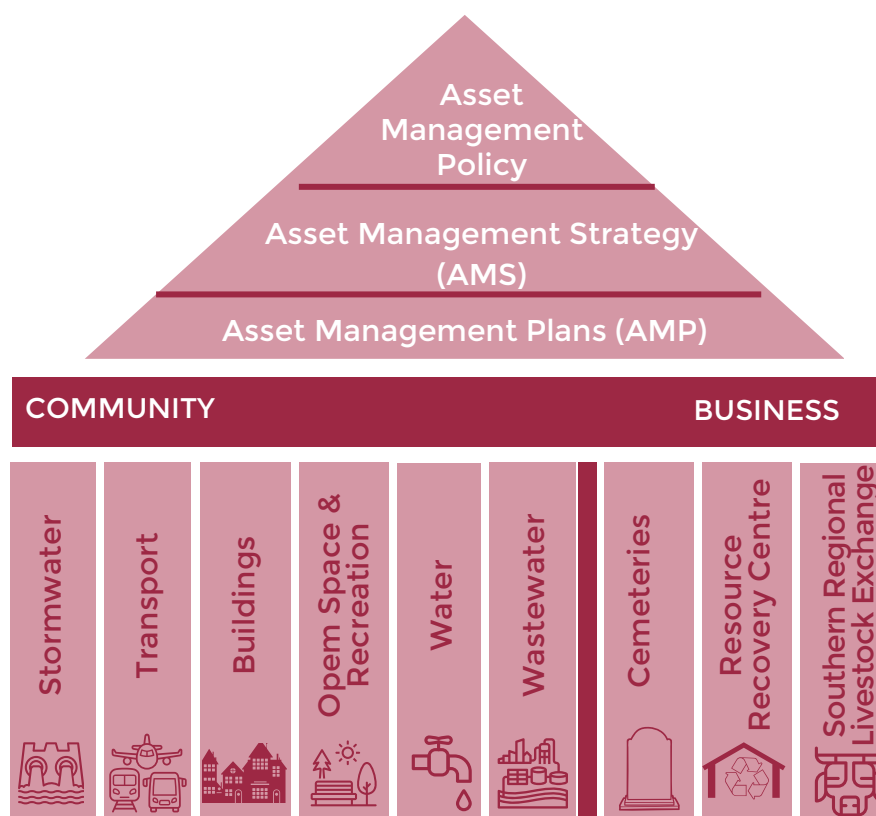 Asset
Management
Policy
Asset Management Strategy
(AMS)
Asset Management Plans (AMP)
COMMUNITY
BUSINESS
Stormwater
Transport
Buildings
Opem Space &
Recreation
Water
Wastewater
Cemeteries
Resource
Recovery Centre
Southern Regional
Livestock Exchange